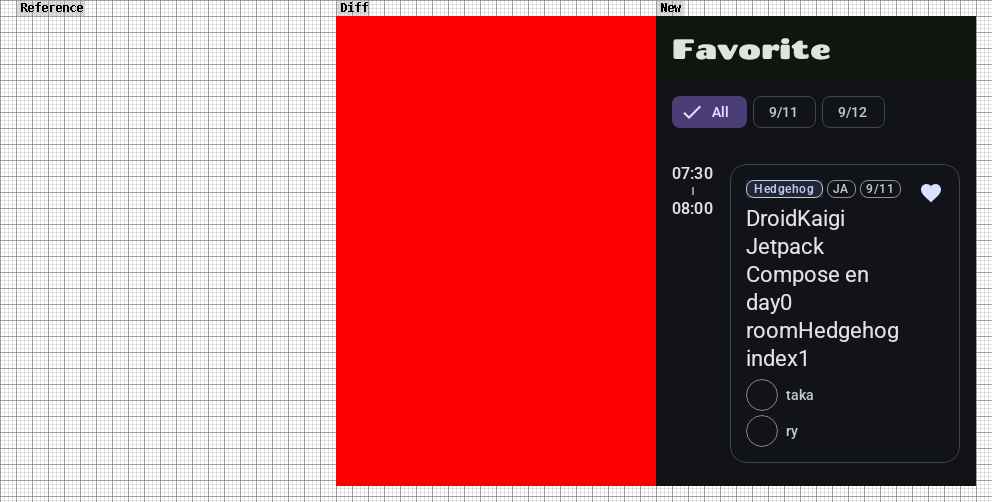 Reference
Diff
New
Favorite
All
9/11
9/12
07:30
08:00
Hedgehog
JA
9/11
DroidKaigi
Jetpack
Compose en
day0
roomHedgehog
index1
taka
ry